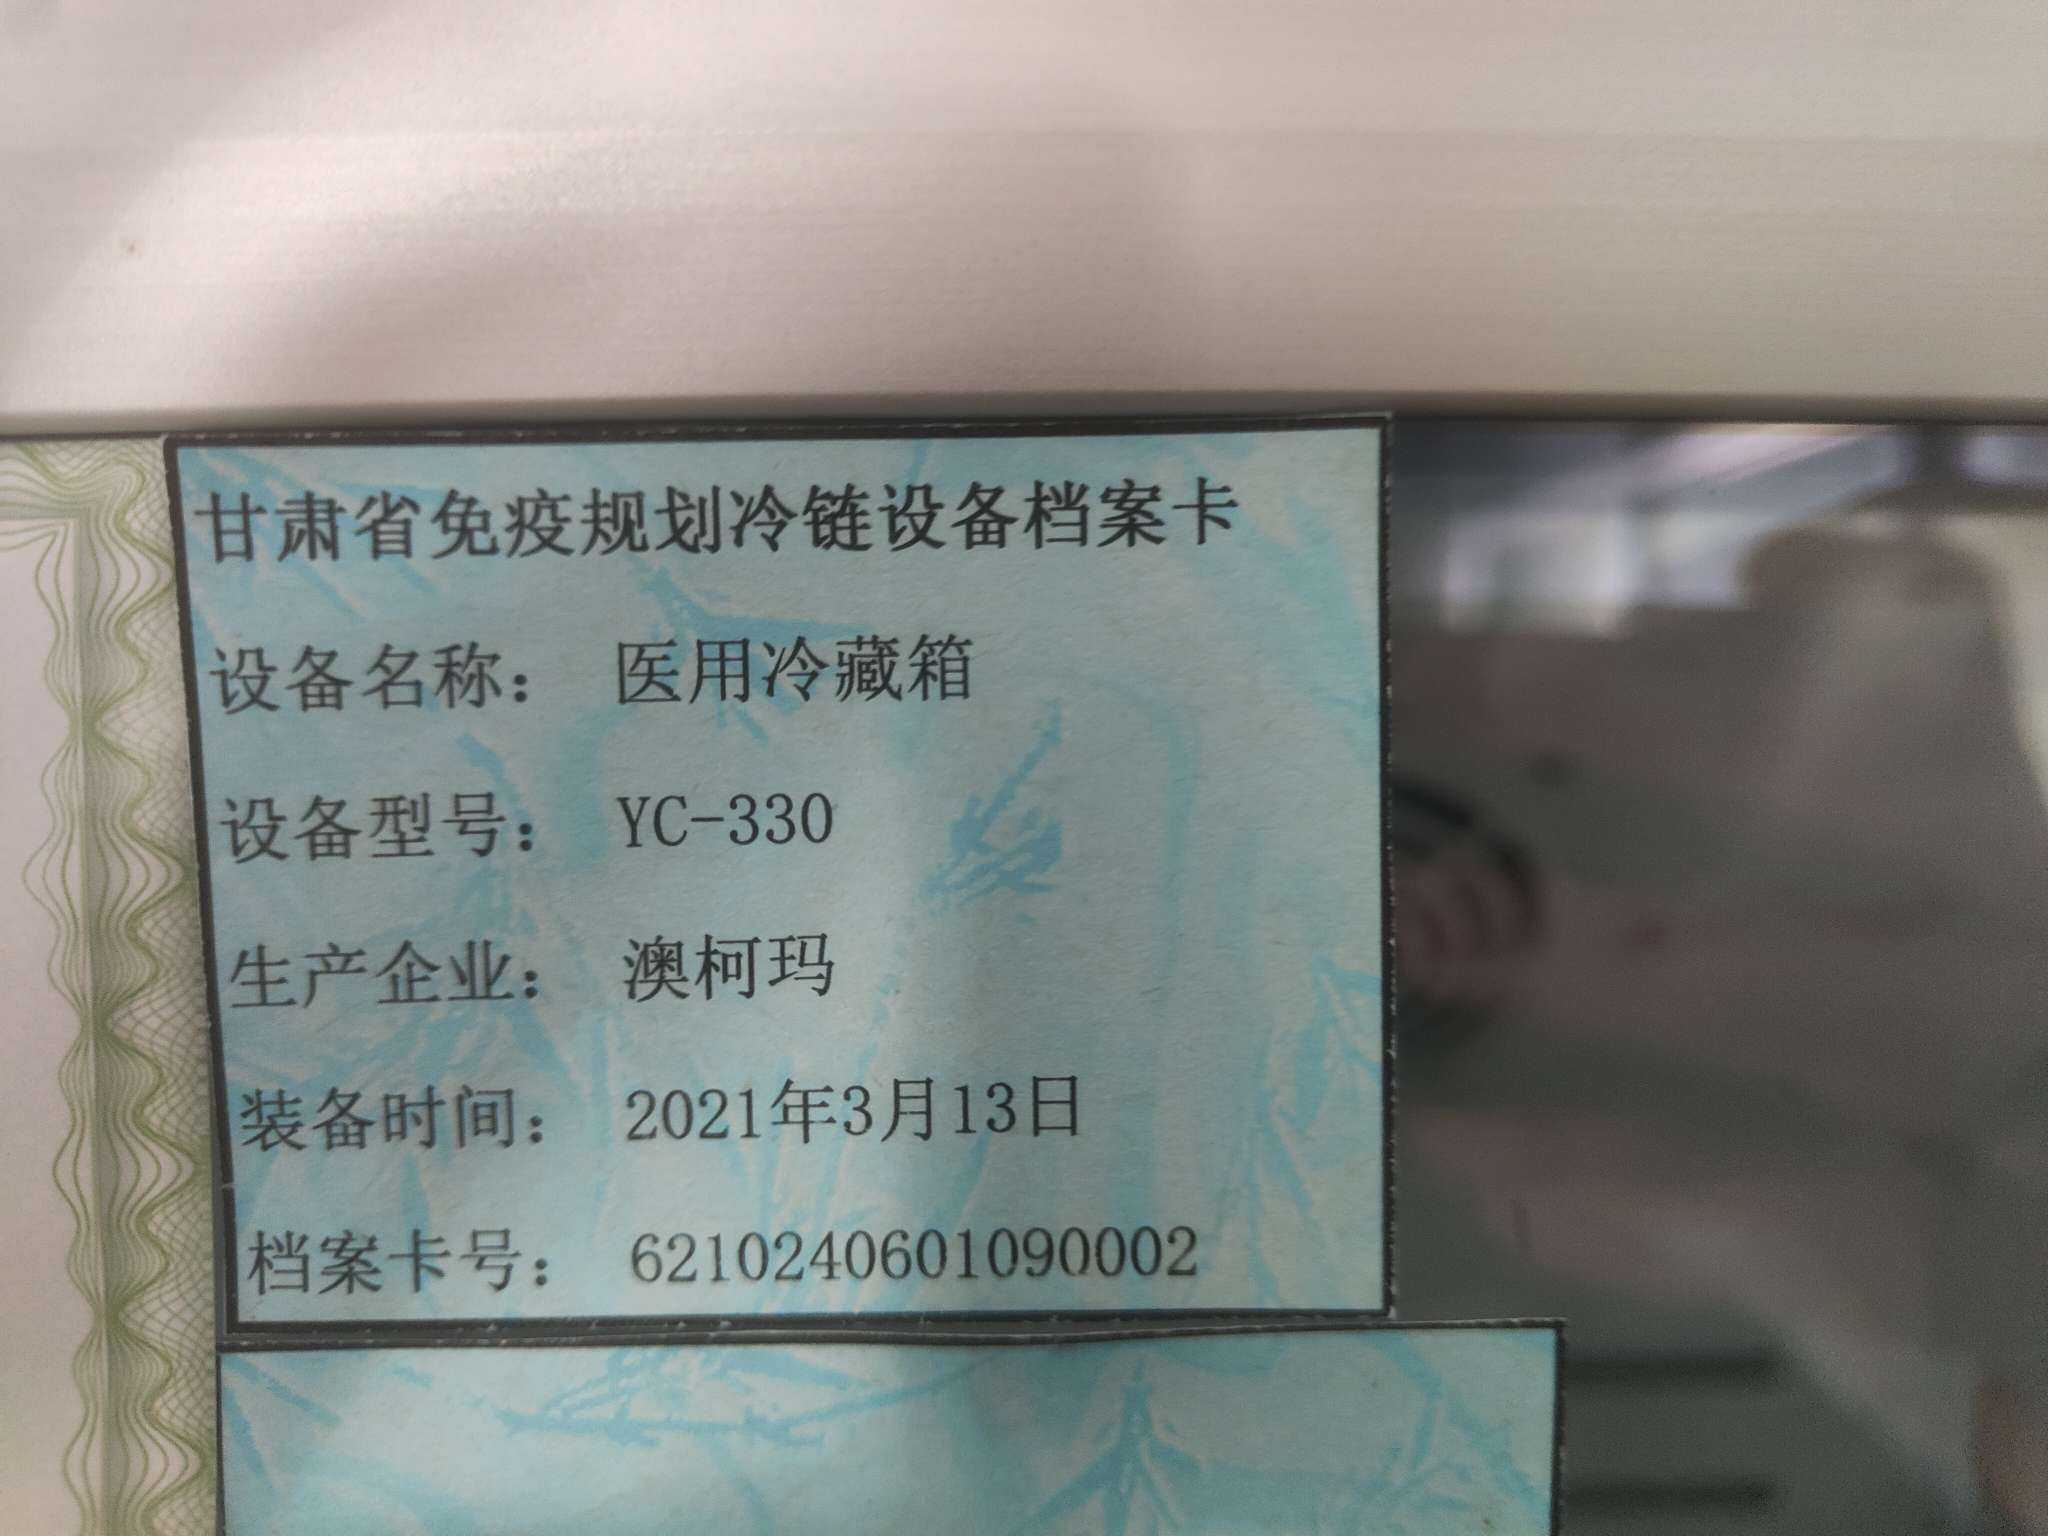 甘肃省免疫规划冷链设备档案卡
设备名称： 医用冷藏箱
设备型号： YC-330
生产企业： 澳柯玛
装备时间： 2021年3月13日
档案卡号： 6210240601090002